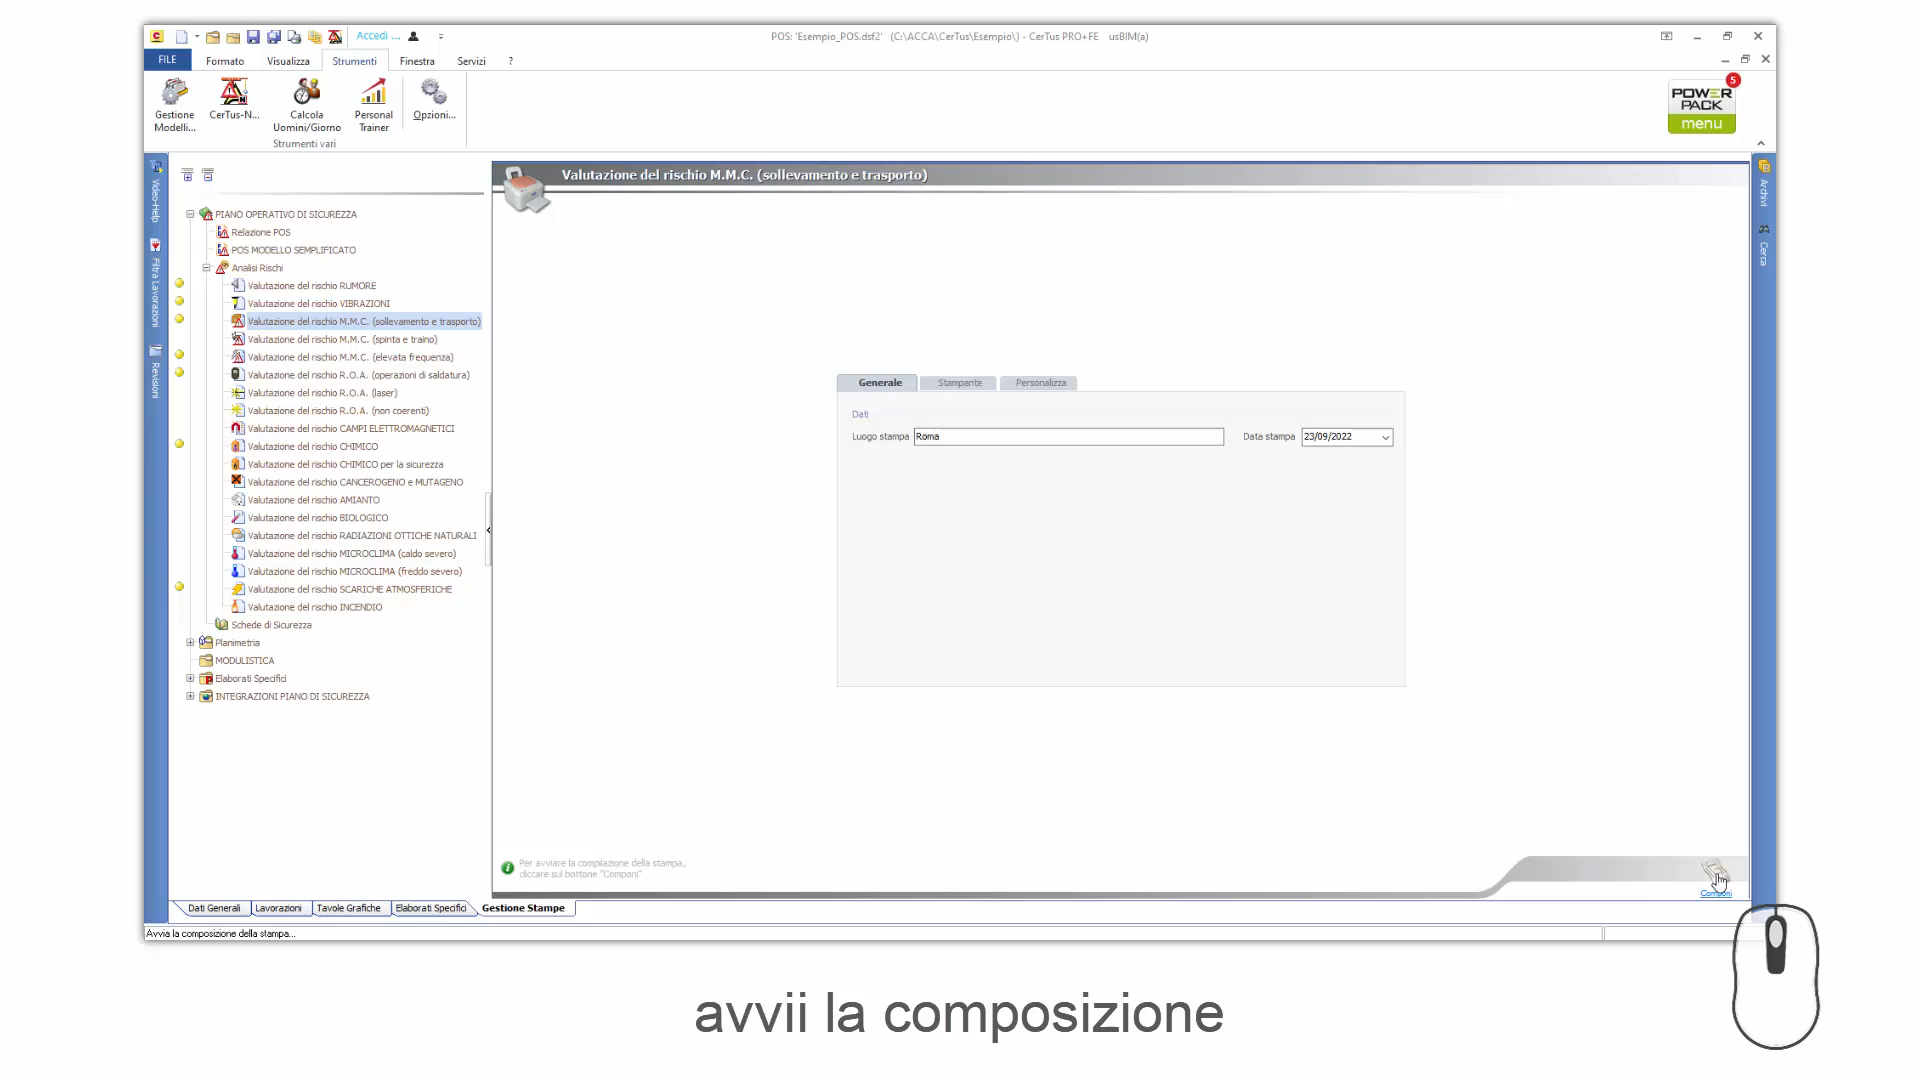 Accedi ...
POS: 'Esempio_POS.dsf2' (C:\ACCA\CerTus\Esempio\) - CerTus PRO+FE usBIM(a)
FILE
Formato
Visualizza
Strumenti
Finestra
Servizi
?
Gestione
Modelli...
CerTus-N...
Calcola
Uomini/Giorno
Personal
Trainer
Opzioni...
Strumenti vari
5
POWER
PACK
menu
Video-Help
Filtra Lavorazioni
Revisioni
PIANO OPERATIVO DI SICUREZZA
Relazione POS
POS MODELLO SEMPLIFICATO
Analisi Rischi
Valutazione del rischio RUMORE
Valutazione del rischio VIBRAZIONI
Valutazione del rischio M.M.C. (sollevamento e trasporto)
Valutazione del rischio M.M.C. (spinta e traino)
Valutazione del rischio M.M.C. (elevata frequenza)
Valutazione del rischio R.O.A. (operazioni di saldatura)
Valutazione del rischio R.O.A. (laser)
Valutazione del rischio R.O.A. (non coerenti)
Valutazione del rischio CAMPI ELETTROMAGNETICI
Valutazione del rischio CHIMICO
Valutazione del rischio CHIMICO per la sicurezza
Valutazione del rischio CANCEROGENO e MUTAGENO
Valutazione del rischio AMIANTO
Valutazione del rischio BIOLOGICO
Valutazione del rischio RADIAZIONI OTTICHE NATURALI
Valutazione del rischio MICROCLIMA (caldo severo)
Valutazione del rischio MICROCLIMA (freddo severo)
Valutazione del rischio SCARICHE ATMOSFERICHE
Valutazione del rischio INCENDIO
Schede di Sicurezza
Planimetria
MODULISTICA
Elaborati Specifici
INTEGRAZIONI PIANO DI SICUREZZA
Valutazione del rischio M.M.C. (sollevamento e trasporto)
Generale
Stampante
Personalizza
Dati
Luogo stampa
Roma
Data stampa
23/09/2022
Per avviare la compilazione della stampa,
cliccare sul bottone "Componi"
Componi
Archivi
Cerca
Dati Generali
Lavorazioni
Tavole Grafiche
Elaborati Specifici
Gestione Stampe
Avvia la composizione della stampa...
avvii la composizione